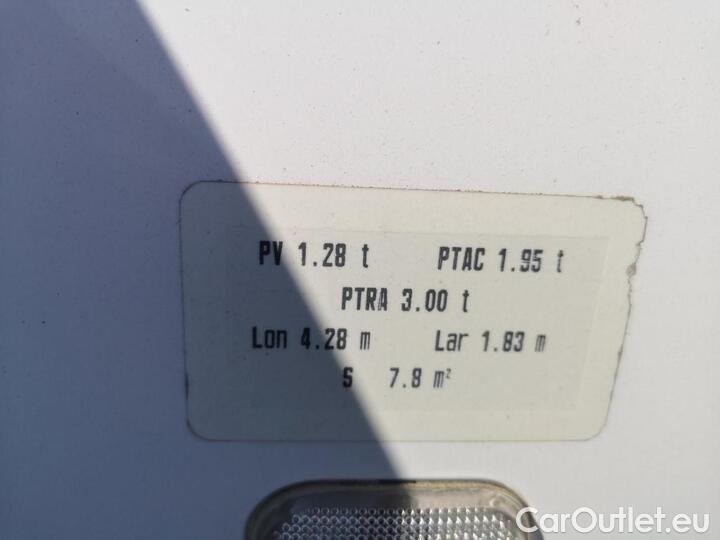 PV 1.28 t PTAC 1.95 t
PTRA 3.00 t
Lon 4.28 m Lar 1.83 m
S 7.8 m²
CarOutlet.eu